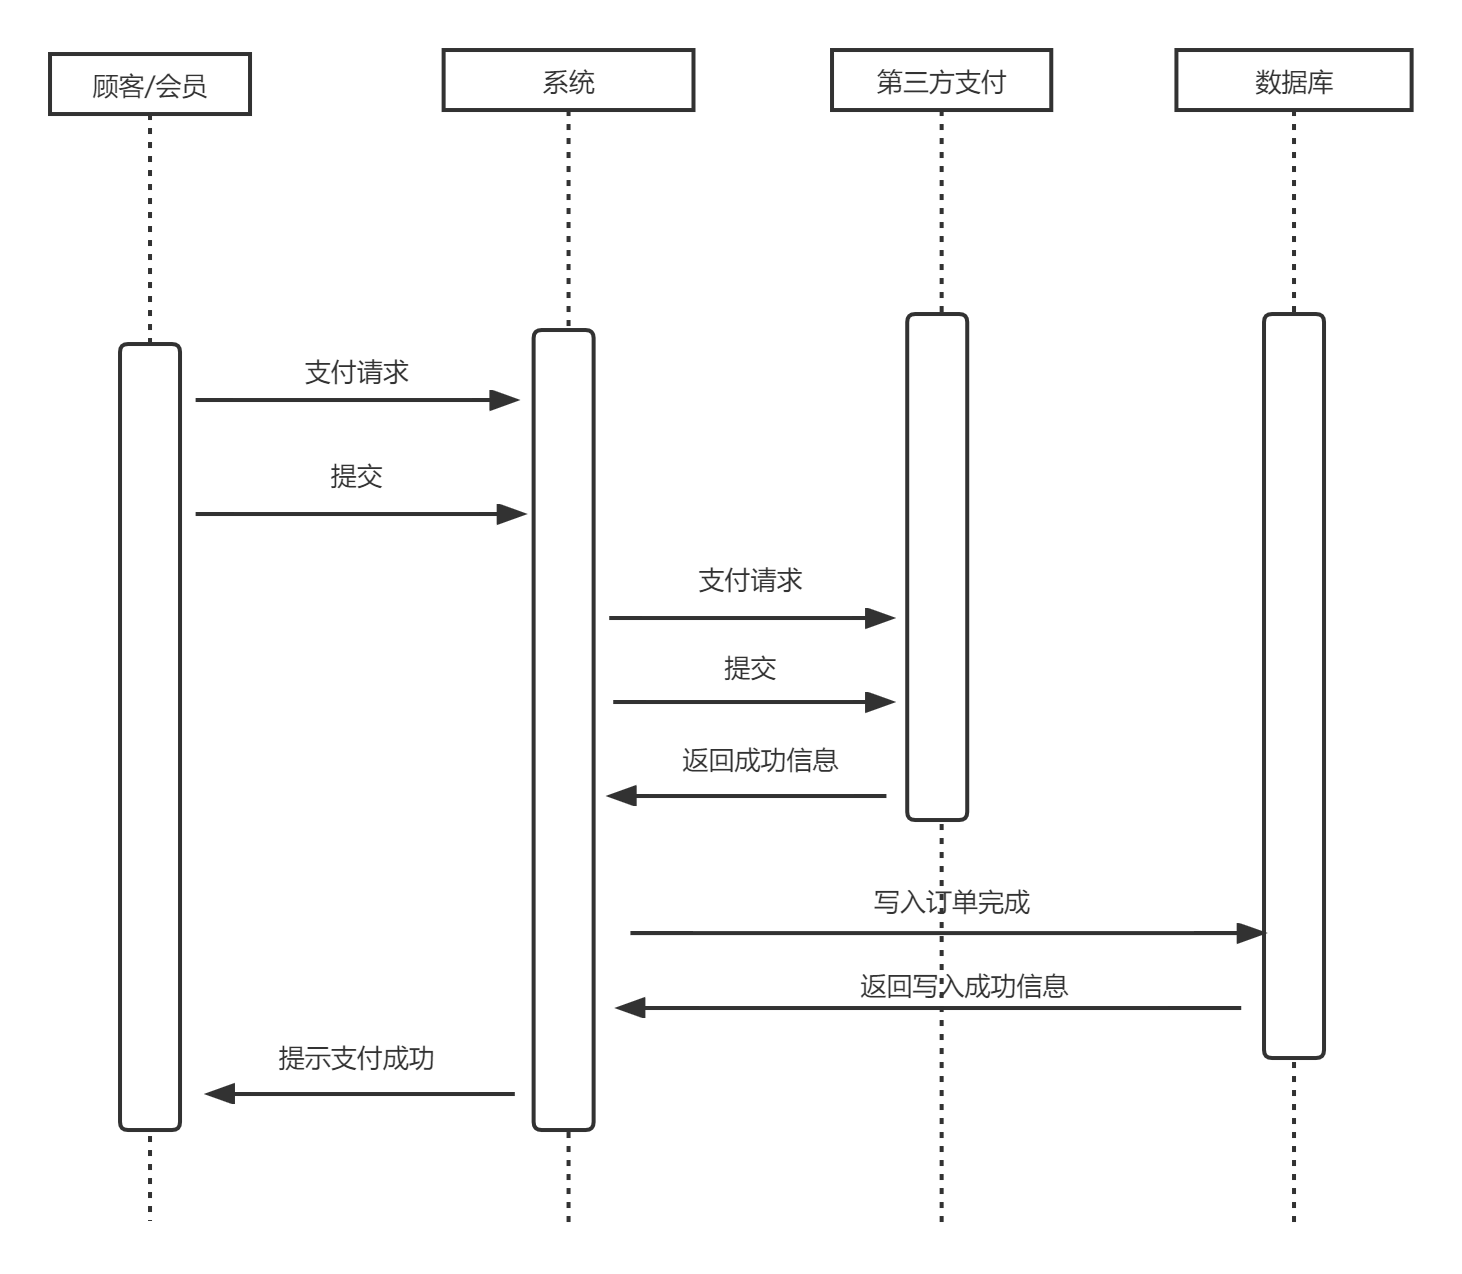 顾客/会员
系统
第三方支付
数据库
支付请求
提交
支付请求
提交
返回成功信息
写入订单完成
返回写入成功信息
提示支付成功